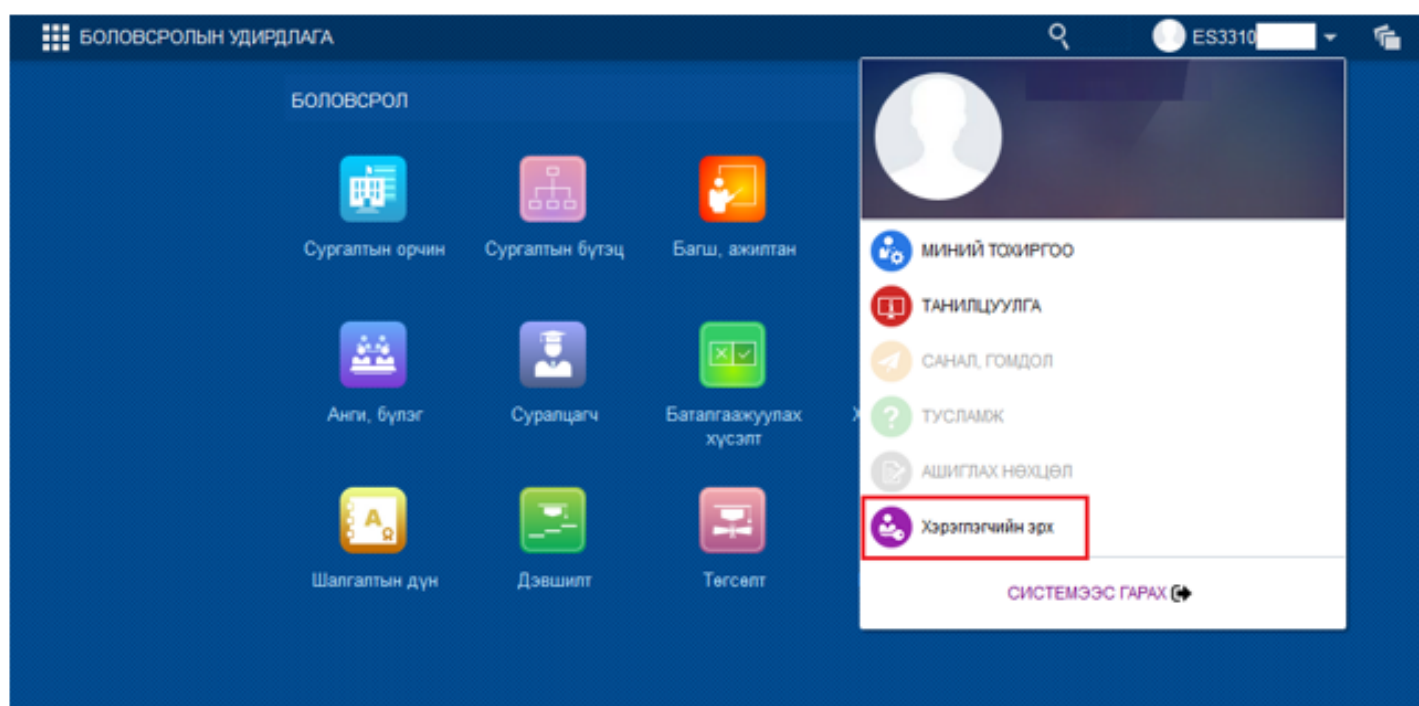 БОЛОВСРОЛЫН УДИРДЛАГА
ES3310
БОЛОВСРОЛ
Сургалтын орчин
Сургалтын бүтэц
Багш, ажилтан
Анги, бүлэг
Суралцагч
Баталгаажуулах
хүсэлт
Шалгалтын дүн
Дэвшилт
Төгсөлт
МИНИЙ ТОХИРГОО
ТАНИЛЦУУЛГА
САНАЛ, ГОМДОЛ
ТУСЛАМЖ
АШИГЛАХ НӨХЦӨЛ
Хэрэглэгчийн эрх
СИСТЕМЭЭС ГАРАХ